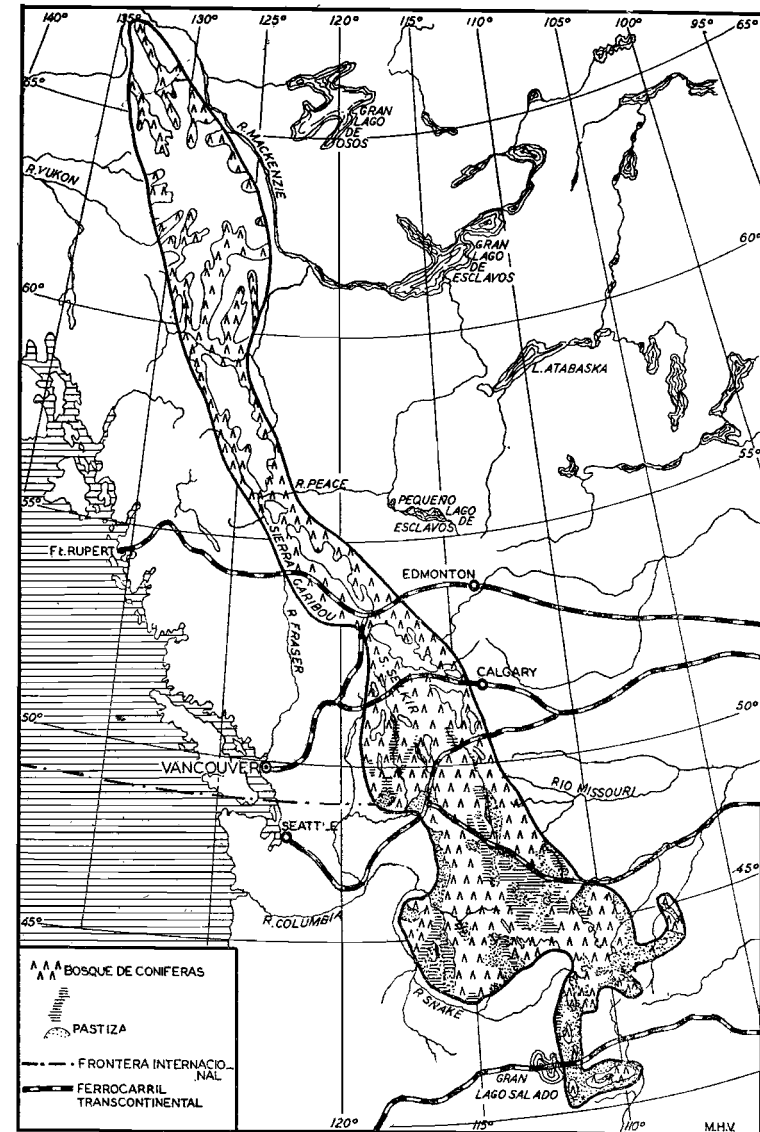 140°
135°
130°
125°
120°
115°
110°
105°
100°
95°
65°
65°
GRAN
LAGO
DE
OSOS
R. MACKENZIE
R. YUKON
GRAN
LAGO
DE
ESCLAVOS
60°
60°
L. ATABASKA
55°
R. PEACE
PEQUEÑO
LAGO
DE
ESCLAVOS
55°
Ft. RUPERT
SIERRA CARIBOU
EDMONTON
R. FRASER
CALGARY
S. SELKIR
50°
50°
VANCOUVER
RIO MISSOURI
SEATTLE
45°
R. COLUMBIA
45°
R. SNAKE
BOSQUE DE CONIFERAS
PASTIZA
FRONTERA INTERNACIO_
NAL
FERROCARRIL
TRANSCONTINENTAL
GRAN
LAGO SALADO
120°
115°
110°
M.H.V.